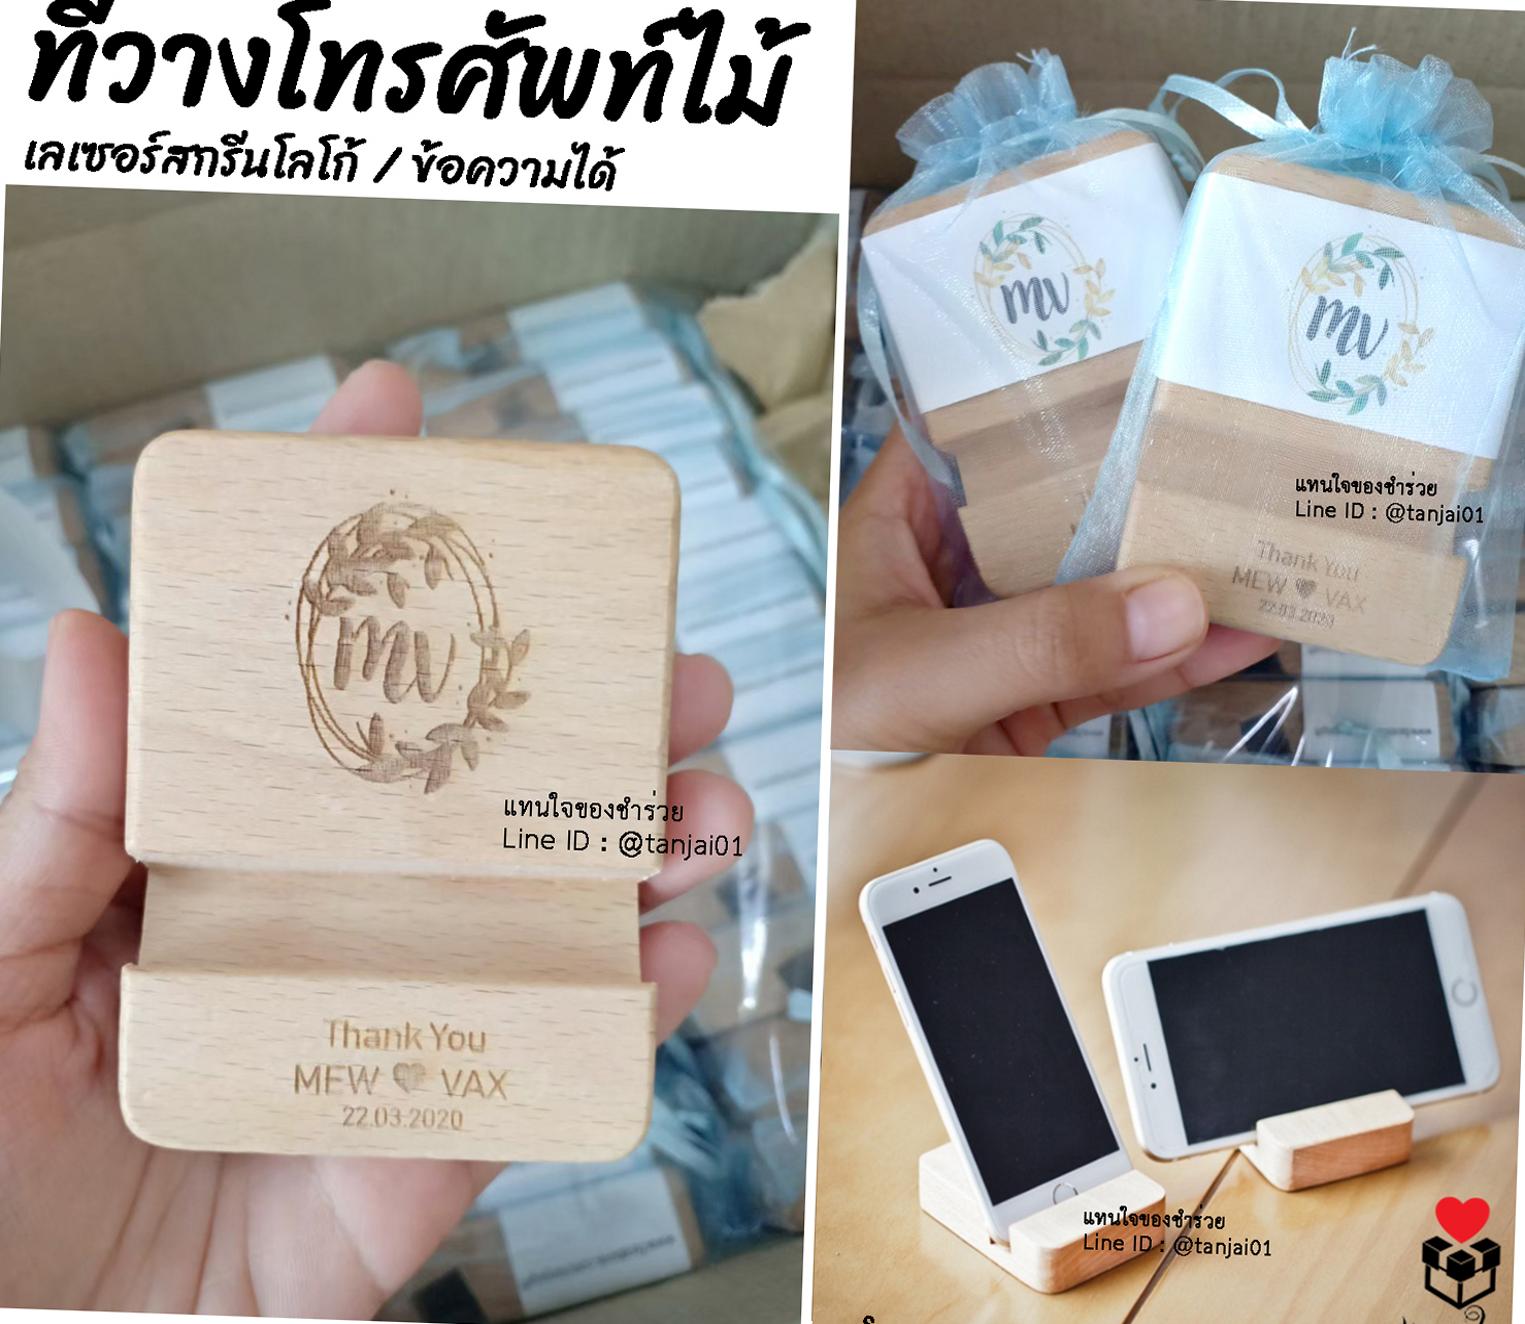 ที่วางโทรศัพท์ไม้
เลเซอร์สกรีนโลโก้ / ข้อความได้
mv
แทนใจของชำร่วย
Line ID : @tanjai01
Thank You
MEW VAX
22.03.2020
mv
mv
แทนใจของชำร่วย
Line ID : @tanjai01
Thank You
MEW VAX
22.03.2020
แทนใจของชำร่วย
Line ID : @tanjai01